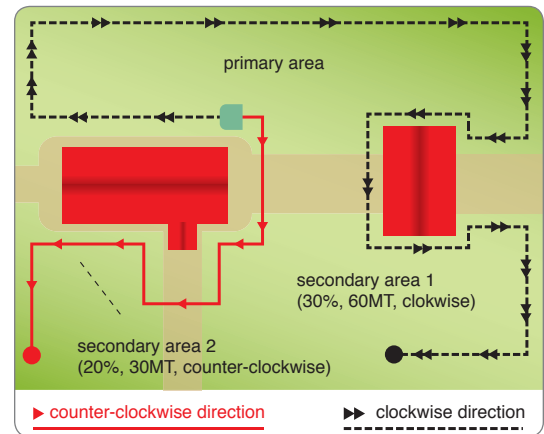 primary area
secondary area 1
(30%, 60MT, clokwise)
secondary area 2
(20%, 30MT, counter-clockwise)
counter-clockwise direction
clockwise direction